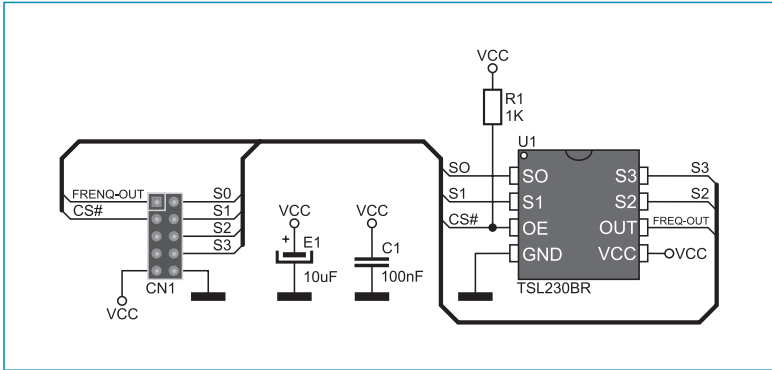 VCC
R1
1K
U1
SO
S1
CS#
SO
S1
OE
GND
S3
S2
OUT
VCC
S3
S2
FREQ-OUT
VCC
TSL230BR
FRENQ-OUT
CS#
S0
S1
S2
S3
CN1
VCC
VCC
+
E1
10uF
VCC
C1
100nF